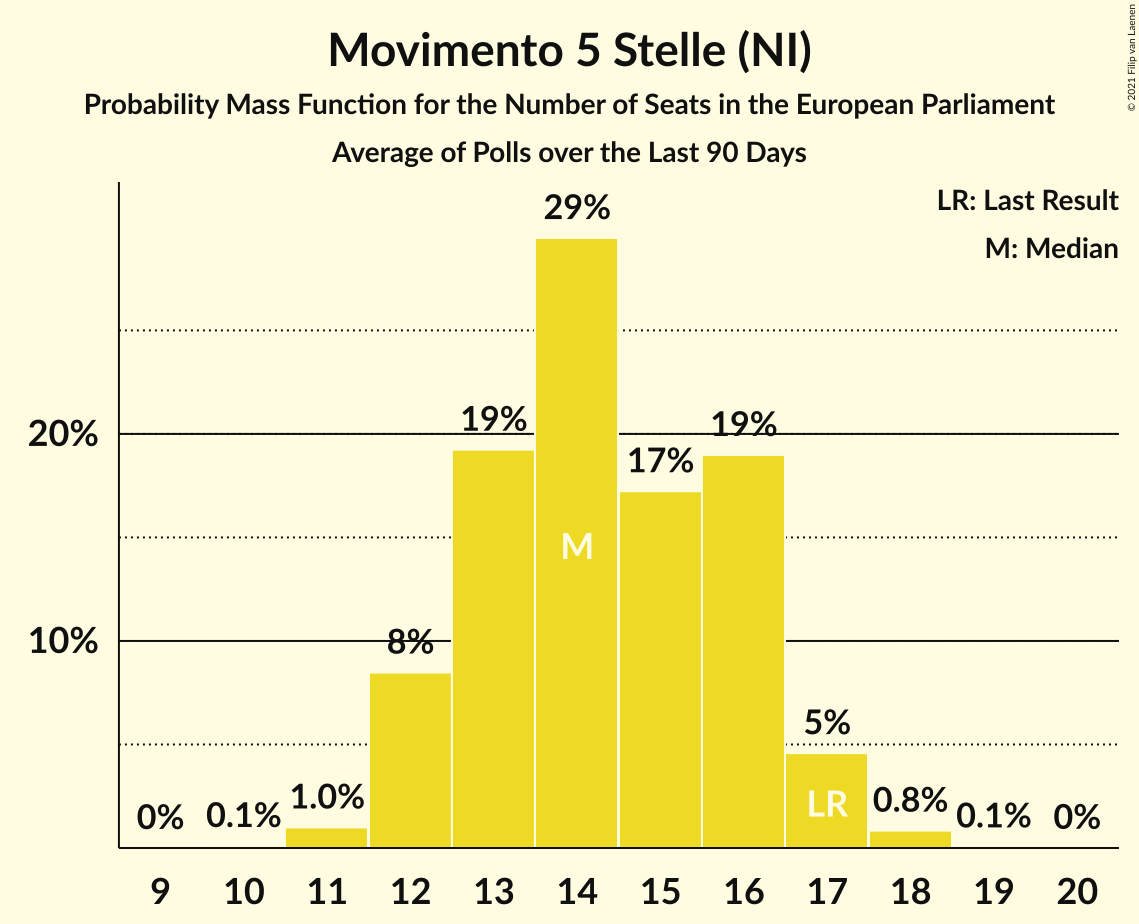 Movimento 5 Stelle (NI)
Probability Mass Function for the Number of Seats in the European Parliament
Average of Polls over the Last 90 Days
© 2021 Filip van Laenen
LR: Last Result
M: Median
29%
20%
19%
19%
17%
M
10%
8%
5%
LR
0%
0.1%
1.0%
0.8%
0.1%
0%
9 10 11 12 13 14 15 16 17 18 19 20